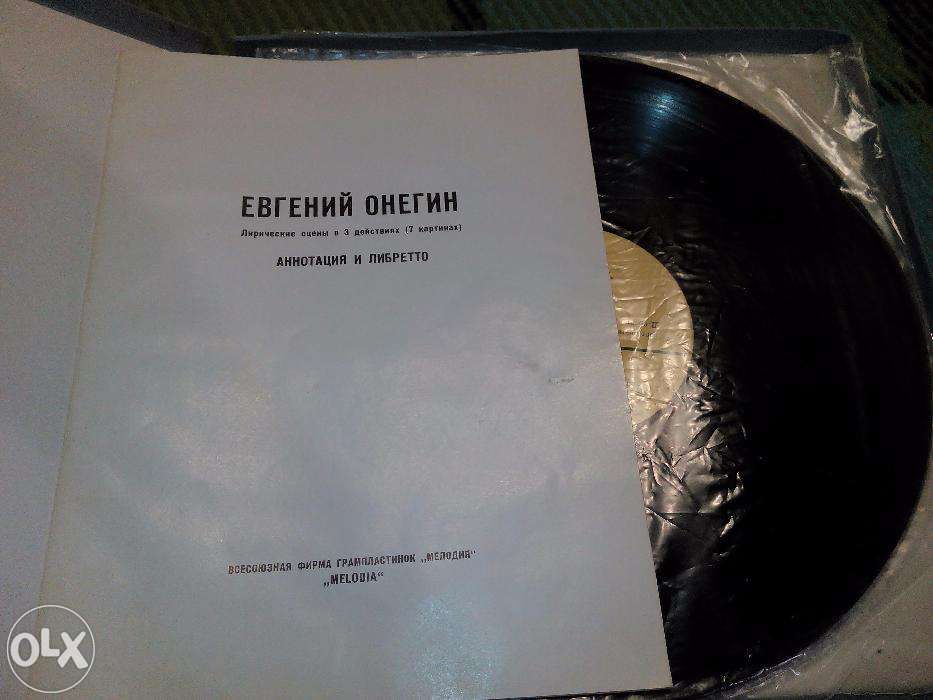 ЕВГЕНИЙ ОНЕГИН
Лирические сцены в 3 действиях (7 картинах)
АННОТАЦИЯ И ЛИБРЕТТО
ВСЕСОЮЗНАЯ ФИРМА ГРАМПЛАСТИНОК „МЕЛОДИЯ“
„MELODIA“
OLX